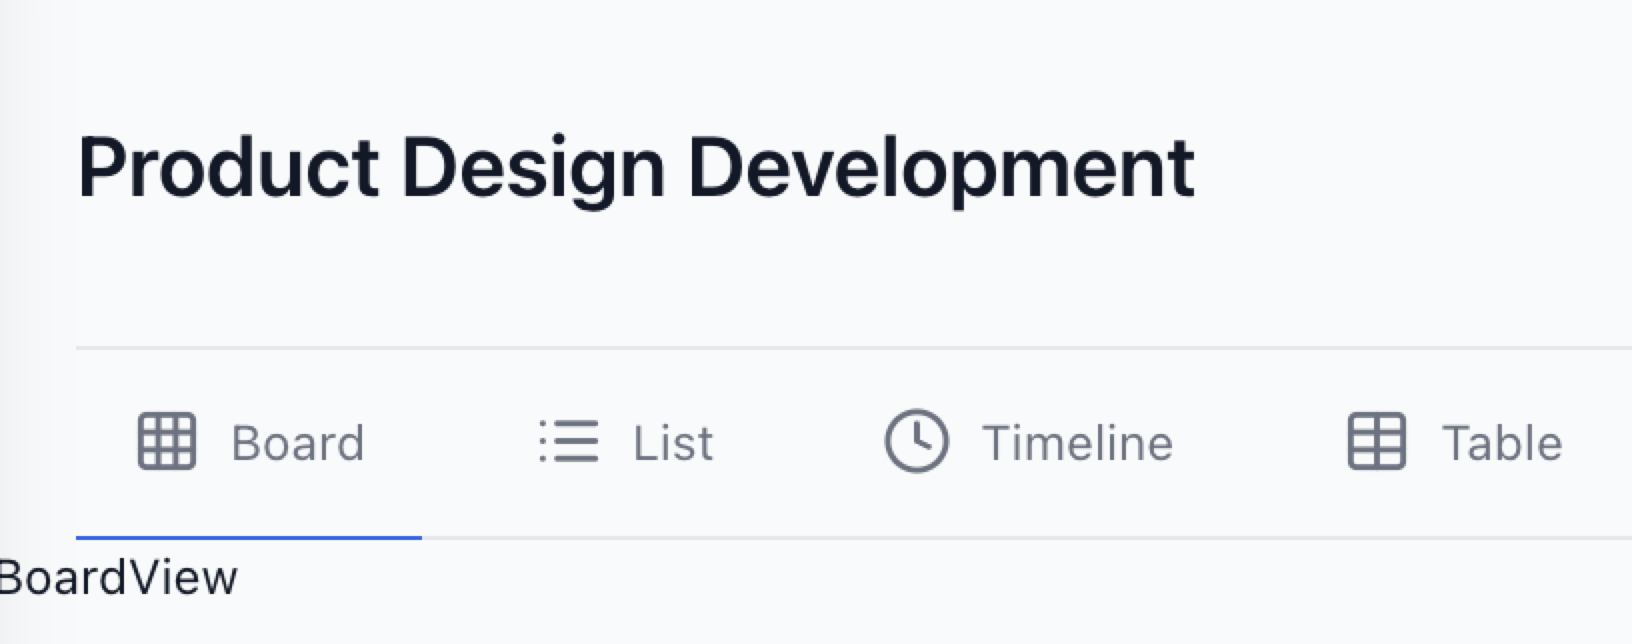 Product Design Development
Board List Timeline Table
BoardView